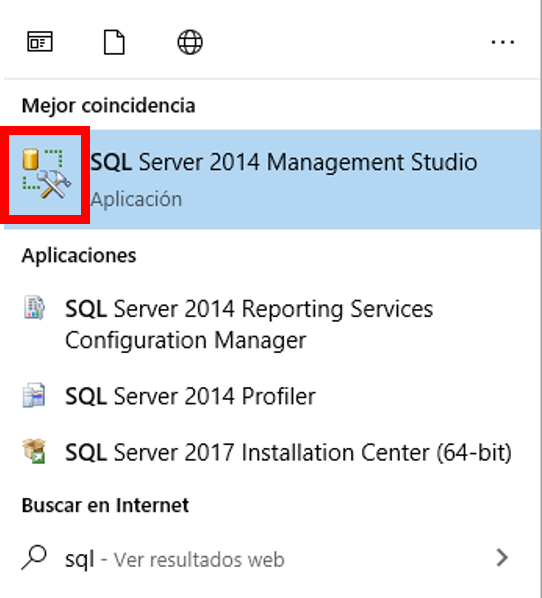 Mejor coincidencia
SQL Server 2014 Management Studio
Aplicación
Aplicaciones
SQL Server 2014 Reporting Services
Configuration Manager
SQL Server 2014 Profiler
SQL Server 2017 Installation Center (64-bit)
Buscar en Internet
sql - Ver resultados web